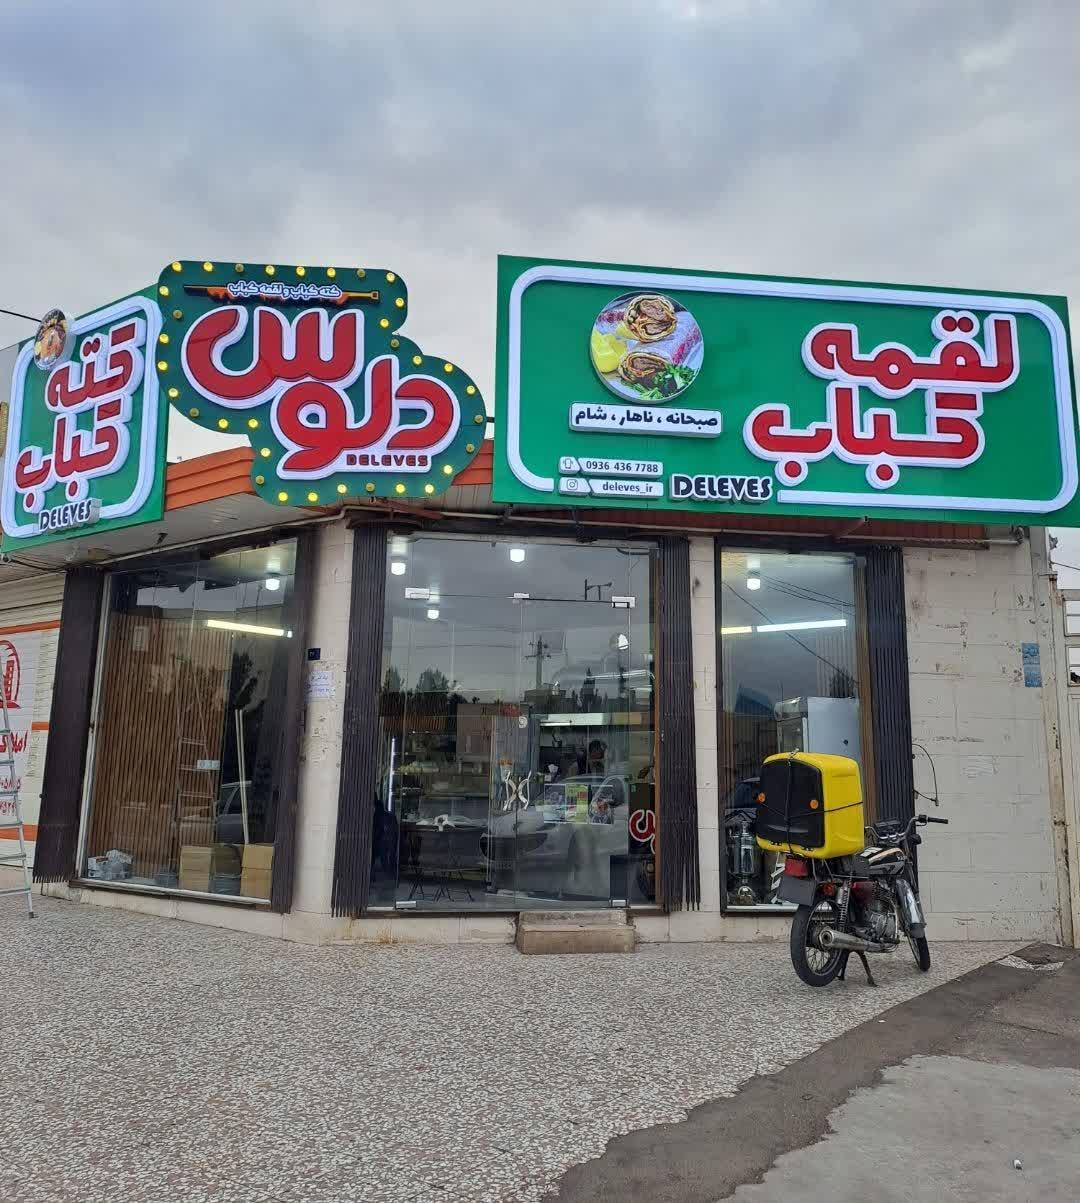 کته
کباب
DELEVES
کته کباب و لقمه کباب
دلوس
DELEVES
لقمه
کباب
صبحانه ، ناهار ، شام
0936 436 7788
deleves_ir
DELEVES
املاک